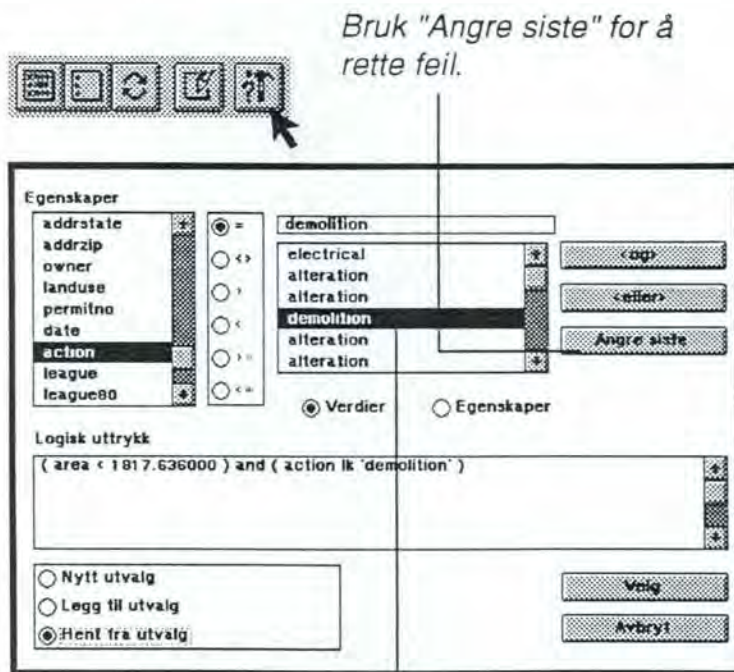 Bruk "Angre siste" for å
rette feil.
Egenskaper
addrstate
addrzip
owner
landuse
permitno
date
action
league
league80
=
<>
>
<
>=
<=
demolition
electrical
alteration
alteration
demolition
alteration
alteration
<og>
<eller>
Angre siste
Verdier
Egenskaper
Logisk uttrykk
( area < 1817.636000 ) and ( action lk 'demolition' )
Nytt utvalg
Legg til utvalg
Hent fra utvalg
Velg
Avbryt